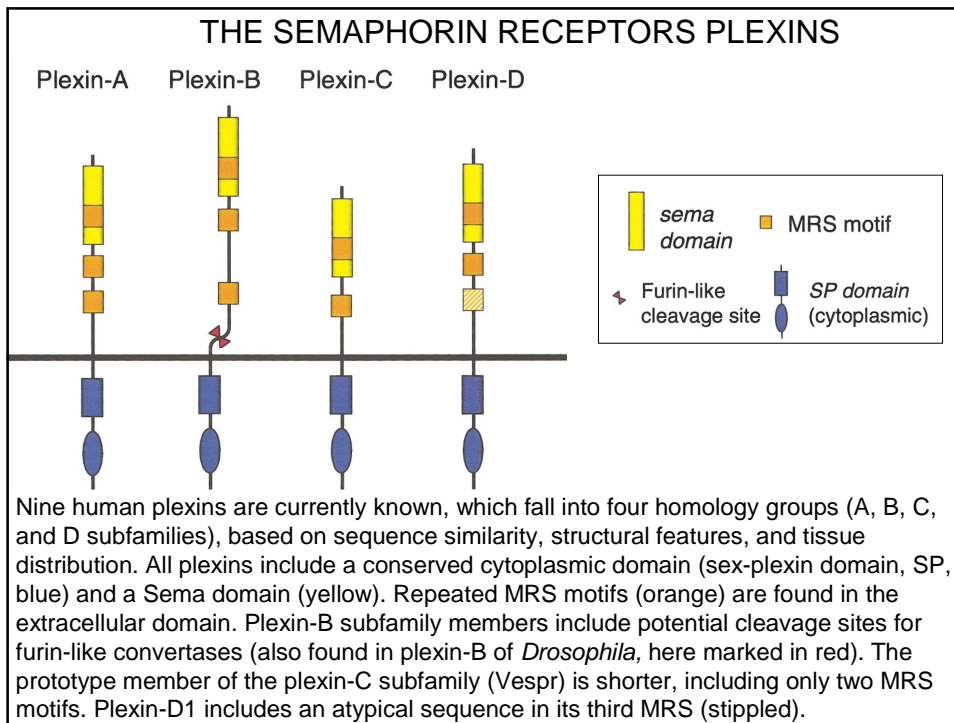 THE SEMAPHORIN RECEPTORS PLEXINS
Plexin-A Plexin-B Plexin-C Plexin-D
sema domain
MRS motif
Furin-like cleavage site
SP domain (cytoplasmic)
Nine human plexins are currently known, which fall into four homology groups (A, B, C,
and D subfamilies), based on sequence similarity, structural features, and tissue
distribution. All plexins include a conserved cytoplasmic domain (sex-plexin domain, SP,
blue) and a Sema domain (yellow). Repeated MRS motifs (orange) are found in the
extracellular domain. Plexin-B subfamily members include potential cleavage sites for
furin-like convertases (also found in plexin-B of Drosophila, here marked in red). The
prototype member of the plexin-C subfamily (Vespr) is shorter, including only two MRS
motifs. Plexin-D1 includes an atypical sequence in its third MRS (stippled).